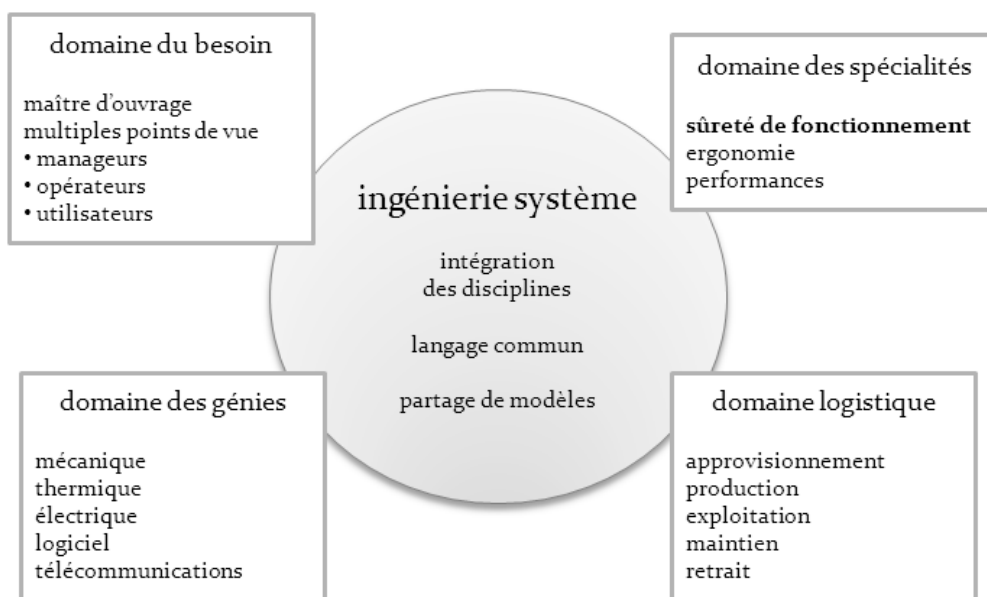 domaine du besoin
maître d'ouvrage
multiples points de vue
• manageurs
• opérateurs
• utilisateurs
domaine des spécialités
sûreté de fonctionnement
ergonomie
performances
ingénierie système
intégration
des disciplines
langage commun
partage de modèles
domaine des génies
mécanique
thermique
électrique
logiciel
télécommunications
domaine logistique
approvisionnement
production
exploitation
maintien
retrait